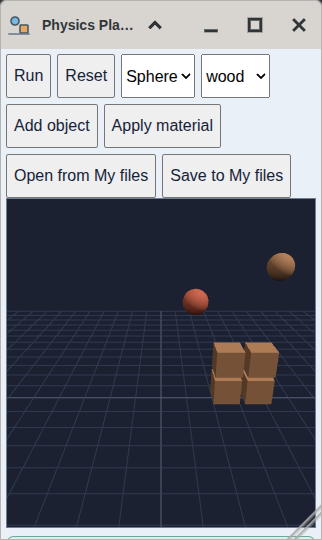 Physics Pla...
Run Reset Sphere wood
Add object Apply material
Open from My files Save to My files